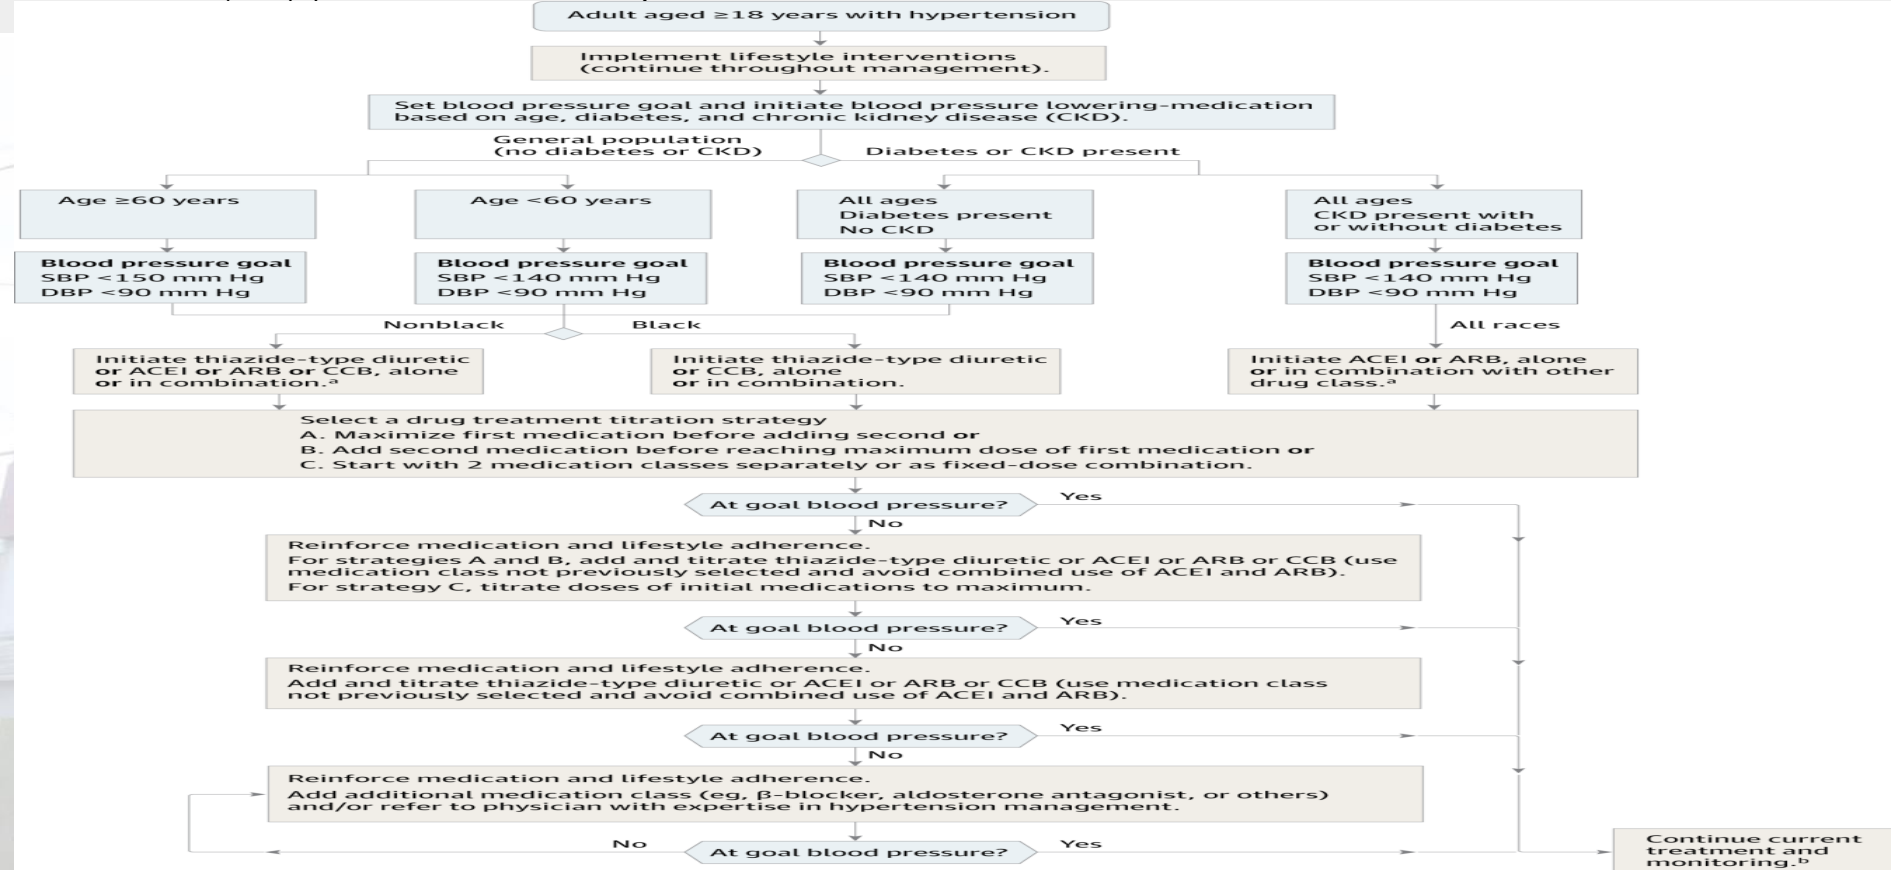 Adult aged ≥18 years with hypertension
Implement lifestyle interventions
(continue throughout management).
Set blood pressure goal and initiate blood pressure lowering-medication
based on age, diabetes, and chronic kidney disease (CKD).
General population
(no diabetes or CKD)
Diabetes or CKD present
Age ≥60 years
Age <60 years
All ages
Diabetes present
No CKD
All ages
CKD present with
or without diabetes
Blood pressure goal
SBP <150 mm Hg
DBP <90 mm Hg
Blood pressure goal
SBP <140 mm Hg
DBP <90 mm Hg
Blood pressure goal
SBP <140 mm Hg
DBP <90 mm Hg
Blood pressure goal
SBP <140 mm Hg
DBP <90 mm Hg
Nonblack
Black
All races
Initiate thiazide-type diuretic
or ACEI or ARB or CCB, alone
or in combination.a
Initiate thiazide-type diuretic
or CCB, alone
or in combination.
Initiate ACEI or ARB, alone
or in combination with other
drug class.a
Select a drug treatment titration strategy
A. Maximize first medication before adding second or
B. Add second medication before reaching maximum dose of first medication or
C. Start with 2 medication classes separately or as fixed-dose combination.
At goal blood pressure?
Yes
No
Reinforce medication and lifestyle adherence.
For strategies A and B, add and titrate thiazide-type diuretic or ACEI or ARB or CCB (use
medication class not previously selected and avoid combined use of ACEI and ARB).
For strategy C, titrate doses of initial medications to maximum.
At goal blood pressure?
Yes
No
Reinforce medication and lifestyle adherence.
Add and titrate thiazide-type diuretic or ACEI or ARB or CCB (use medication class
not previously selected and avoid combined use of ACEI and ARB).
At goal blood pressure?
Yes
No
Reinforce medication and lifestyle adherence.
Add additional medication class (eg, β-blocker, aldosterone antagonist, or others)
and/or refer to physician with expertise in hypertension management.
No
At goal blood pressure?
Yes
Continue current
treatment and
monitoring.b